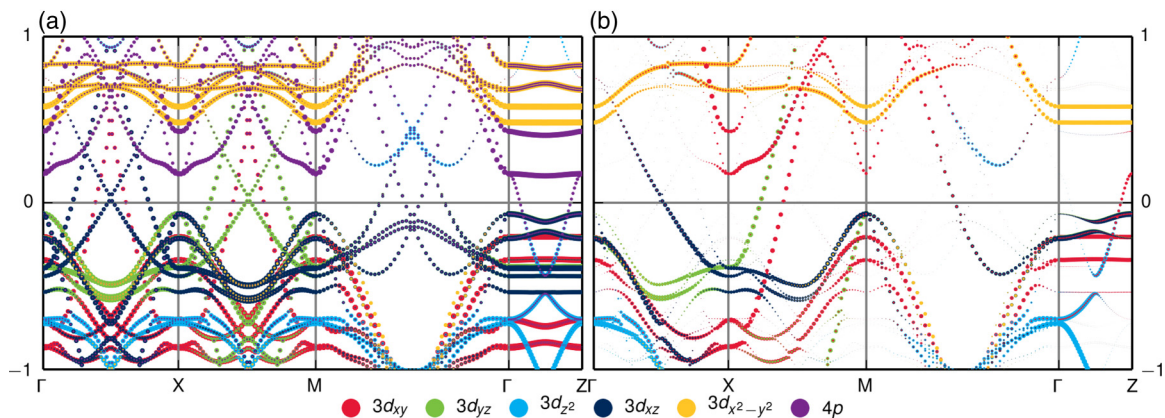 (a) (b)
1 1
0 0
−1 −1
Γ X M Γ Z Γ X M Γ Z
3dxy 3dyz 3dz2 3dxz 3dx2−y2 4p